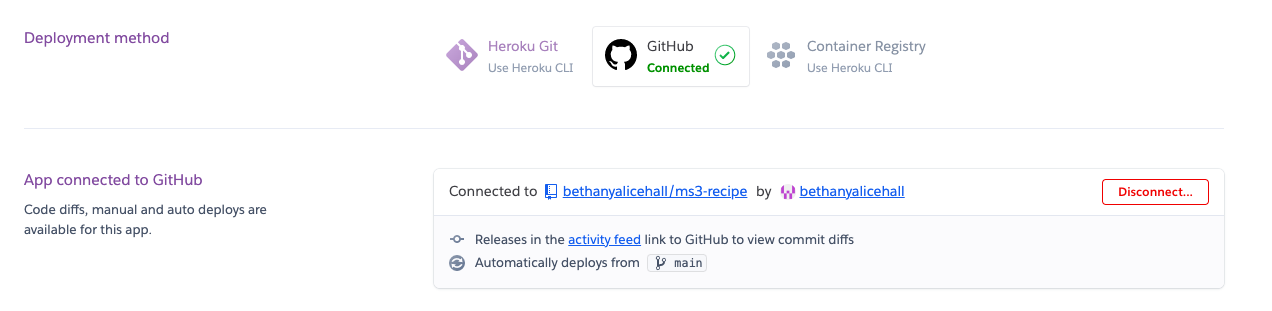 Deployment method
Heroku Git
Use Heroku CLI
GitHub
Connected
Container Registry
Use Heroku CLI
App connected to GitHub
Code diffs, manual and auto deploys are
available for this app.
Connected to bethanyalicehall/ms3-recipe by bethanyalicehall
Disconnect...
Releases in the activity feed link to GitHub to view commit diffs
Automatically deploys from main